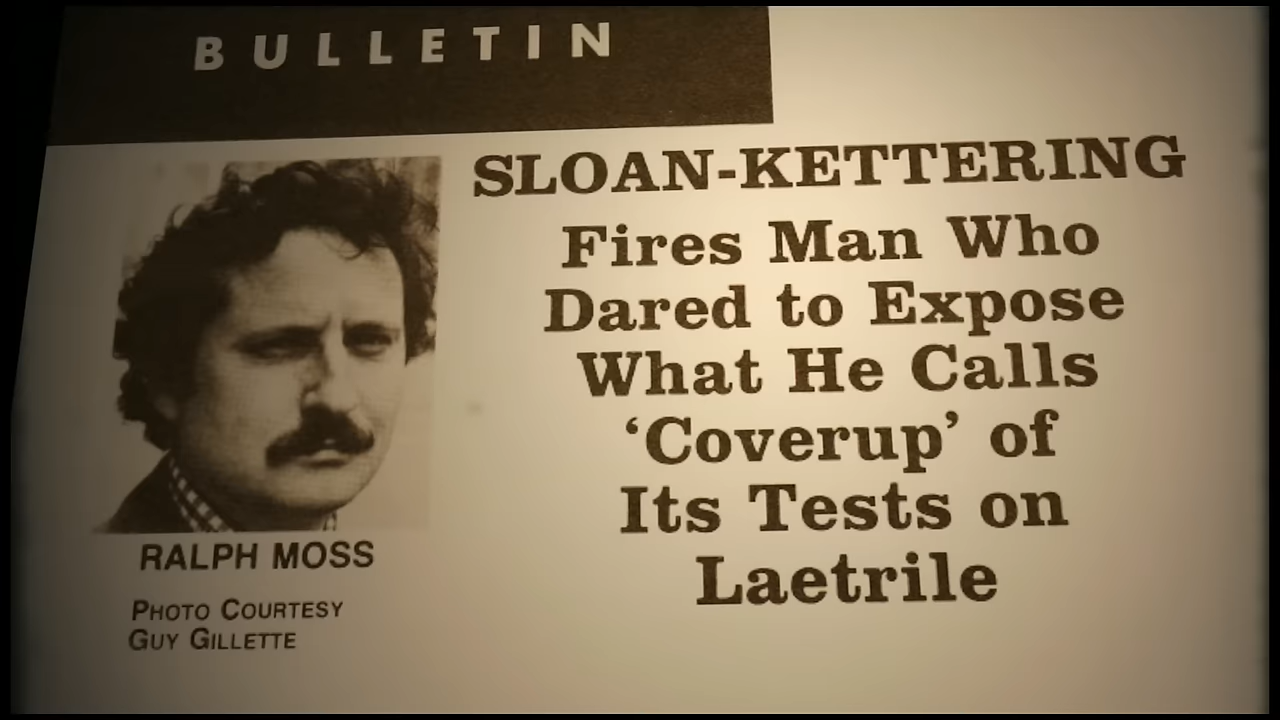 BULLETIN
SLOAN-KETTERING
Fires Man Who
Dared to Expose
What He Calls
‘Coverup’ of
Its Tests on
Laetrile
RALPH MOSS
PHOTO COURTESY
GUY GILLETTE